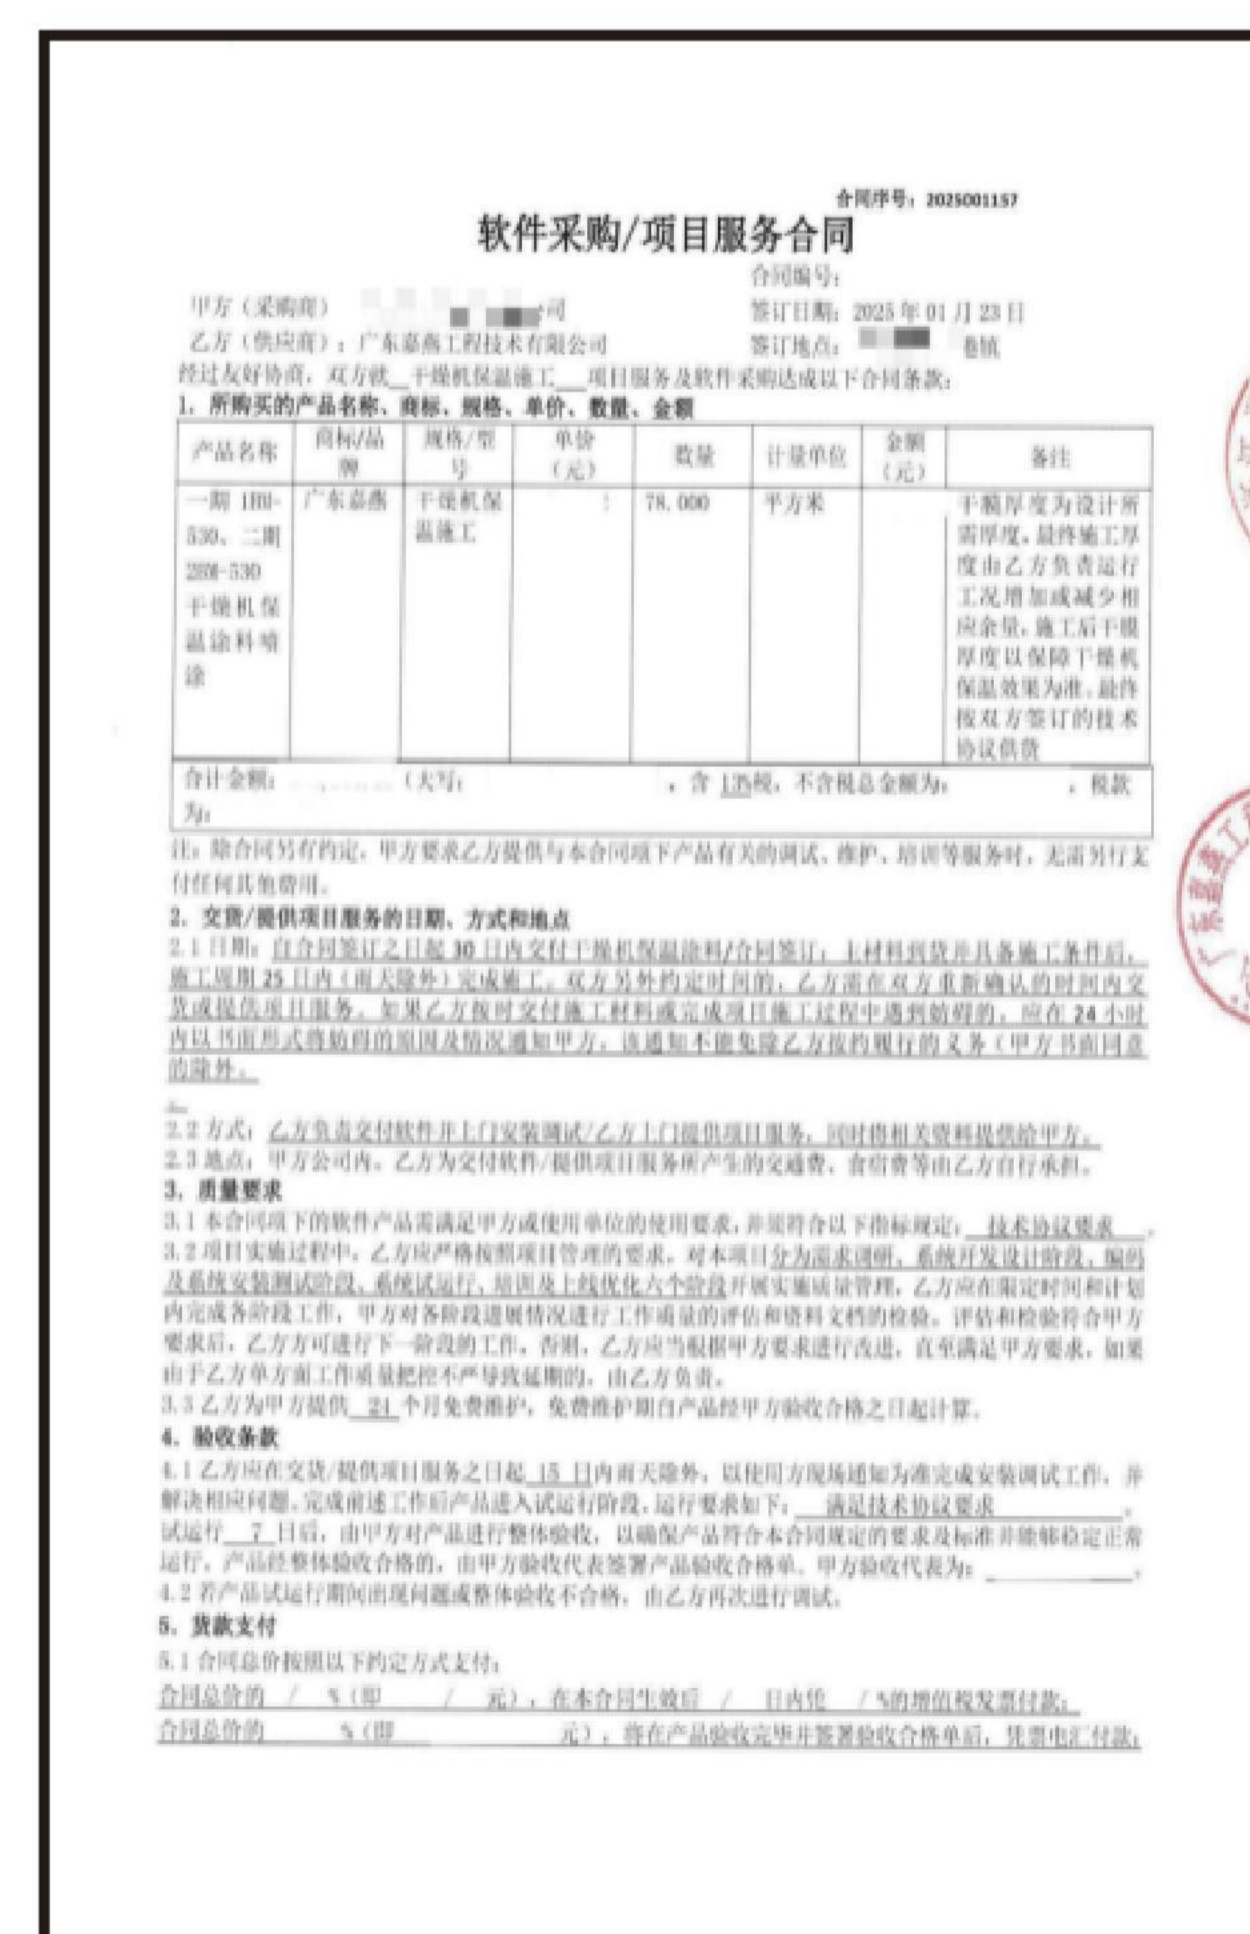 合同序号：2025001157
软件采购/项目服务合同
合同编号：
甲方（采购商） 司
签订日期：2025 年 01 月 23 日
乙方（供应商）：广东嘉燕工程技术有限公司
签订地点： 巷镇
经过友好协商，双方就 干燥机保温施工 项目服务及软件采购达成以下合同条款：
1. 所购买的产品名称、商标、规格、单价、数量、金额
产品名称 商标/品牌 规格/型号 单价（元） 数量 计量单位 金额（元） 备注
一期 1HM-
530、二期
2HM-530
干燥机保
温涂料喷
涂
广东嘉燕
干燥机保
温施工
78.000
平方米
干膜厚度为设计所
需厚度，最终施工厚
度由乙方负责运行
工况增加或减少相
应余量，施工后干膜
厚度以保障干燥机
保温效果为准，最终
按双方签订的技术
协议供货
合计金额： （大写： ，含 13%税，不含税总金额为： ，税款
为：
注：除合同另有约定，甲方要求乙方提供与本合同项下产品有关的调试、维护、培训等服务时，无需另行支
付任何其他费用。
2. 交货/提供项目服务的日期、方式和地点
2.1 日期：自合同签订之日起 30 日内交付干燥机保温涂料/合同签订；主材料到货并具备施工条件后，
施工周期 25 日内（雨天除外）完成施工。双方另外约定时间的，乙方需在双方重新确认的时间内交
货或提供项目服务。如果乙方按时交付施工材料或完成项目施工过程中遇到妨碍的，应在 24 小时
内以书面形式将妨碍的原因及情况通知甲方，该通知不能免除乙方按约履行的义务（甲方书面同意
的除外。
2.2 方式：乙方负责交付软件并上门安装调试/乙方上门提供项目服务，同时将相关资料提供给甲方。
2.3 地点：甲方公司内。乙方为交付软件/提供项目服务所产生的交通费、食宿费等由乙方自行承担。
3. 质量要求
3.1 本合同项下的软件产品需满足甲方或使用单位的使用要求，并须符合以下指标规定： 技术协议要求 。
3.2 项目实施过程中，乙方应严格按照项目管理的要求，对本项目分为需求调研、系统开发设计阶段、编码
及系统安装测试阶段、系统试运行、培训及上线优化六个阶段开展实施质量管理，乙方应在限定时间和计划
内完成各阶段工作，甲方对各阶段进展情况进行工作质量的评估和资料文档的检验。评估和检验符合甲方
要求后，乙方方可进行下一阶段的工作，否则，乙方应当根据甲方要求进行改进，直至满足甲方要求，如果
由于乙方单方面工作质量把控不严导致延期的，由乙方负责。
3.3 乙方为甲方提供 24 个月免费维护，免费维护期自产品经甲方验收合格之日起计算。
4. 验收条款
4.1 乙方应在交货/提供项目服务之日起 15 日内雨天除外，以使用方现场通知为准完成安装调试工作，并
解决相应问题。完成前述工作后产品进入试运行阶段，运行要求如下： 满足技术协议要求 。
试运行 7 日后，由甲方对产品进行整体验收，以确保产品符合本合同规定的要求及标准并能够稳定正常
运行。产品经整体验收合格的，由甲方验收代表签署产品验收合格单。甲方验收代表为： 。
4.2 若产品试运行期间出现问题或整体验收不合格，由乙方再次进行调试。
5. 货款支付
5.1 合同总价按照以下约定方式支付：
合同总价的 / %（即 / 元），在本合同生效后 / 日内凭 / %的增值税发票付款；
合同总价的 %（即 元），将在产品验收完毕并签署验收合格单后，凭票电汇付款；
广东嘉燕工